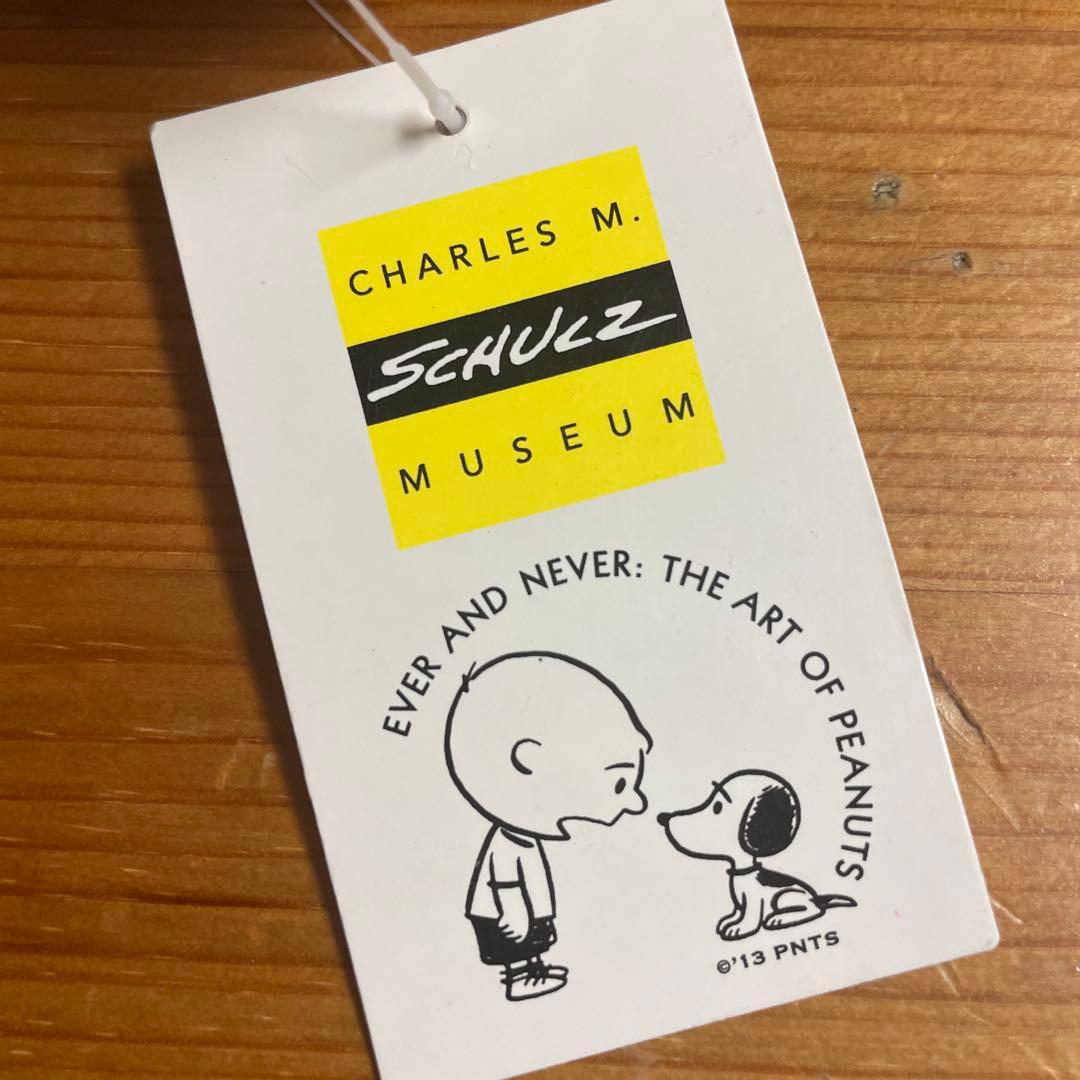 CHARLES M.
SCHULZ
MUSEUM
EVER AND NEVER: THE ART OF PEANUTS
©'13 PNTS